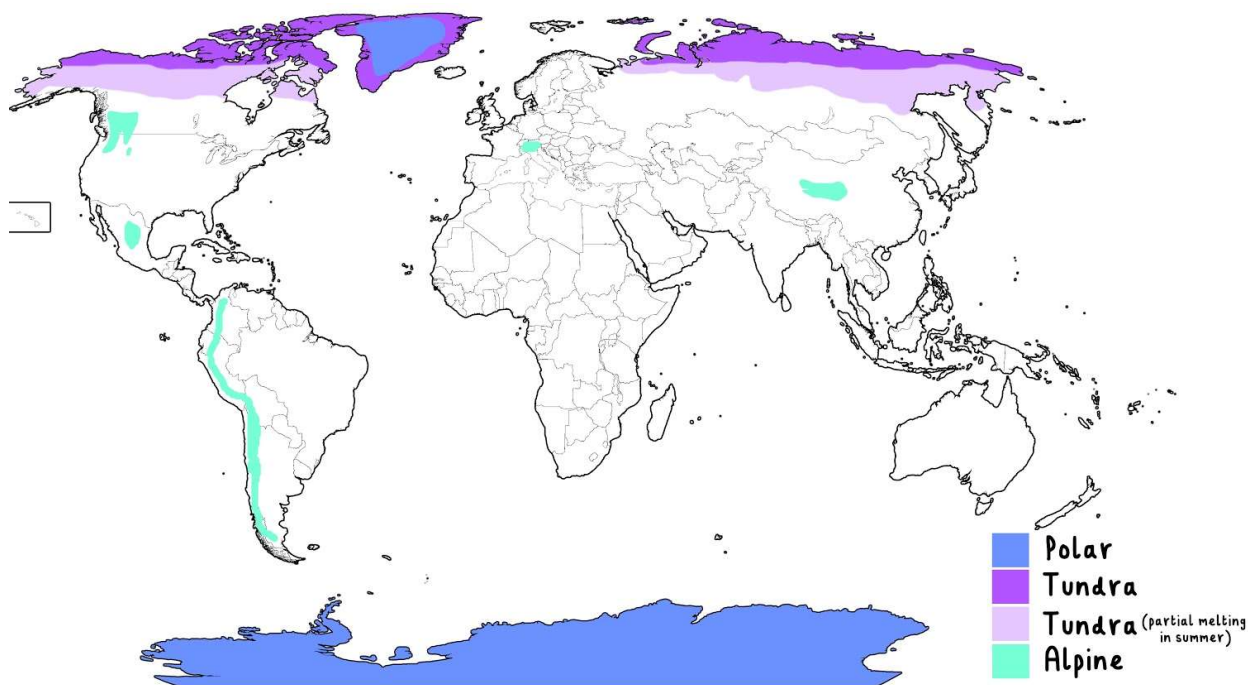 Polar
Tundra
Tundra (partial melting
in summer)
Alpine